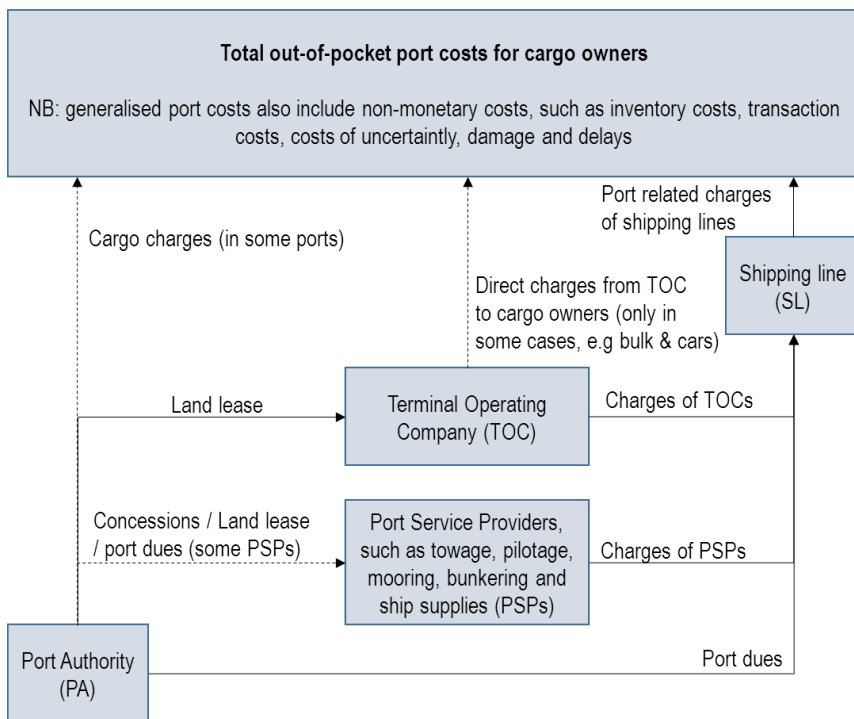 Total out-of-pocket port costs for cargo owners
NB: generalised port costs also include non-monetary costs, such as inventory costs, transaction
costs, costs of uncertaintly, damage and delays
Port related charges
of shipping lines
Cargo charges (in some ports)
Shipping line
(SL)
Direct charges from TOC
to cargo owners (only in
some cases, e.g bulk & cars)
Land lease
Terminal Operating
Company (TOC)
Charges of TOCs
Concessions / Land lease
/ port dues (some PSPs)
Port Service Providers,
such as towage, pilotage,
mooring, bunkering and
ship supplies (PSPs)
Charges of PSPs
Port Authority
(PA)
Port dues